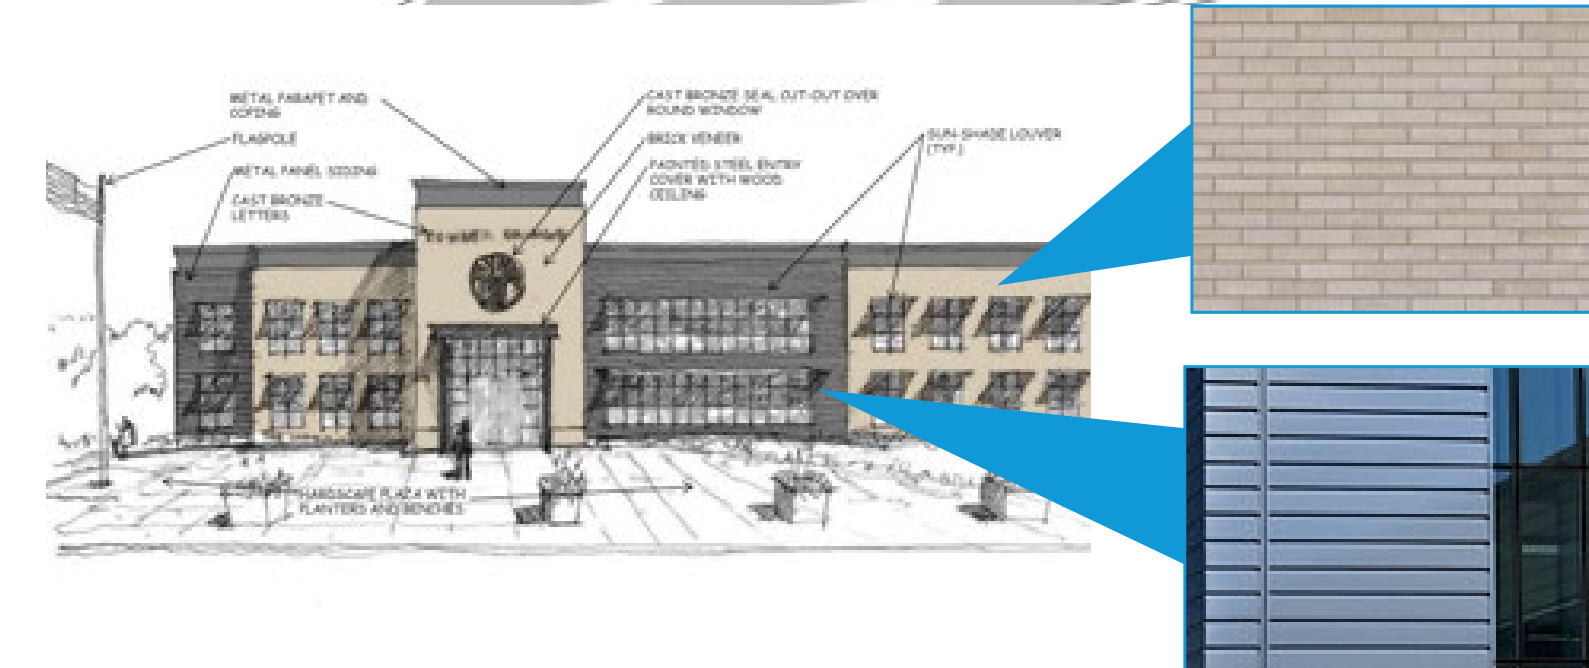 METAL PARAPET AND
COPING
FLAGPOLE
METAL PANEL SIDING
CAST BRONZE
LETTERS
CAST BRONZE SEAL CUT-OUT OVER
ROUND WINDOW
BRICK VENEER
PAINTED STEEL ENTRY
COVER WITH WOOD
CEILING
SUN-SHADE LOUVER
(TYP.)
HARDSCAPE PLAZA WITH
PLANTERS AND BENCHES